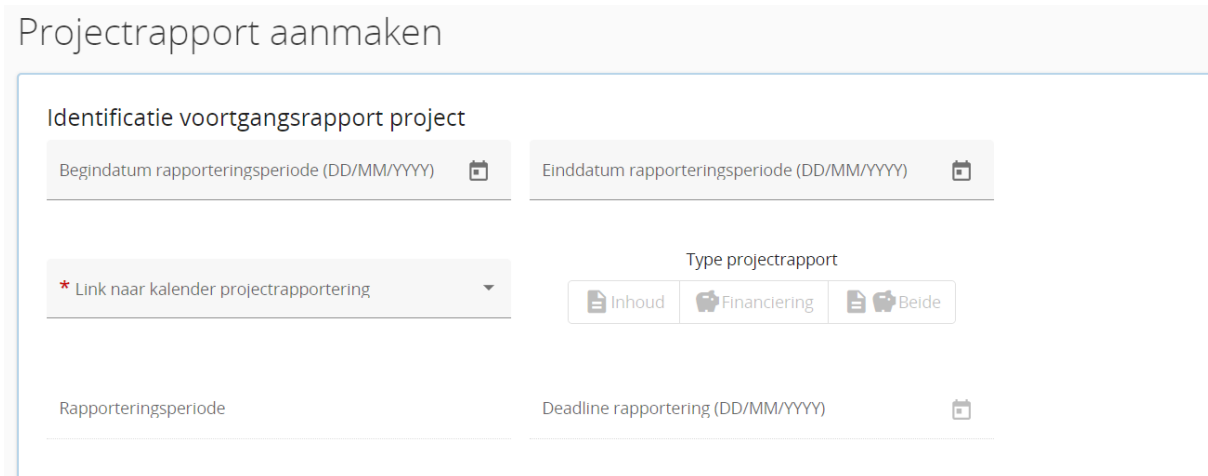 Projectrapport aanmaken
Identificatie voortgangsrapport project
Begindatum rapporteringsperiode (DD/MM/YYYY)
Einddatum rapporteringsperiode (DD/MM/YYYY)
Type projectrapport
* Link naar kalender projectrapportering
Inhoud
Financiering
Beide
Rapporteringsperiode
Deadline rapportering (DD/MM/YYYY)